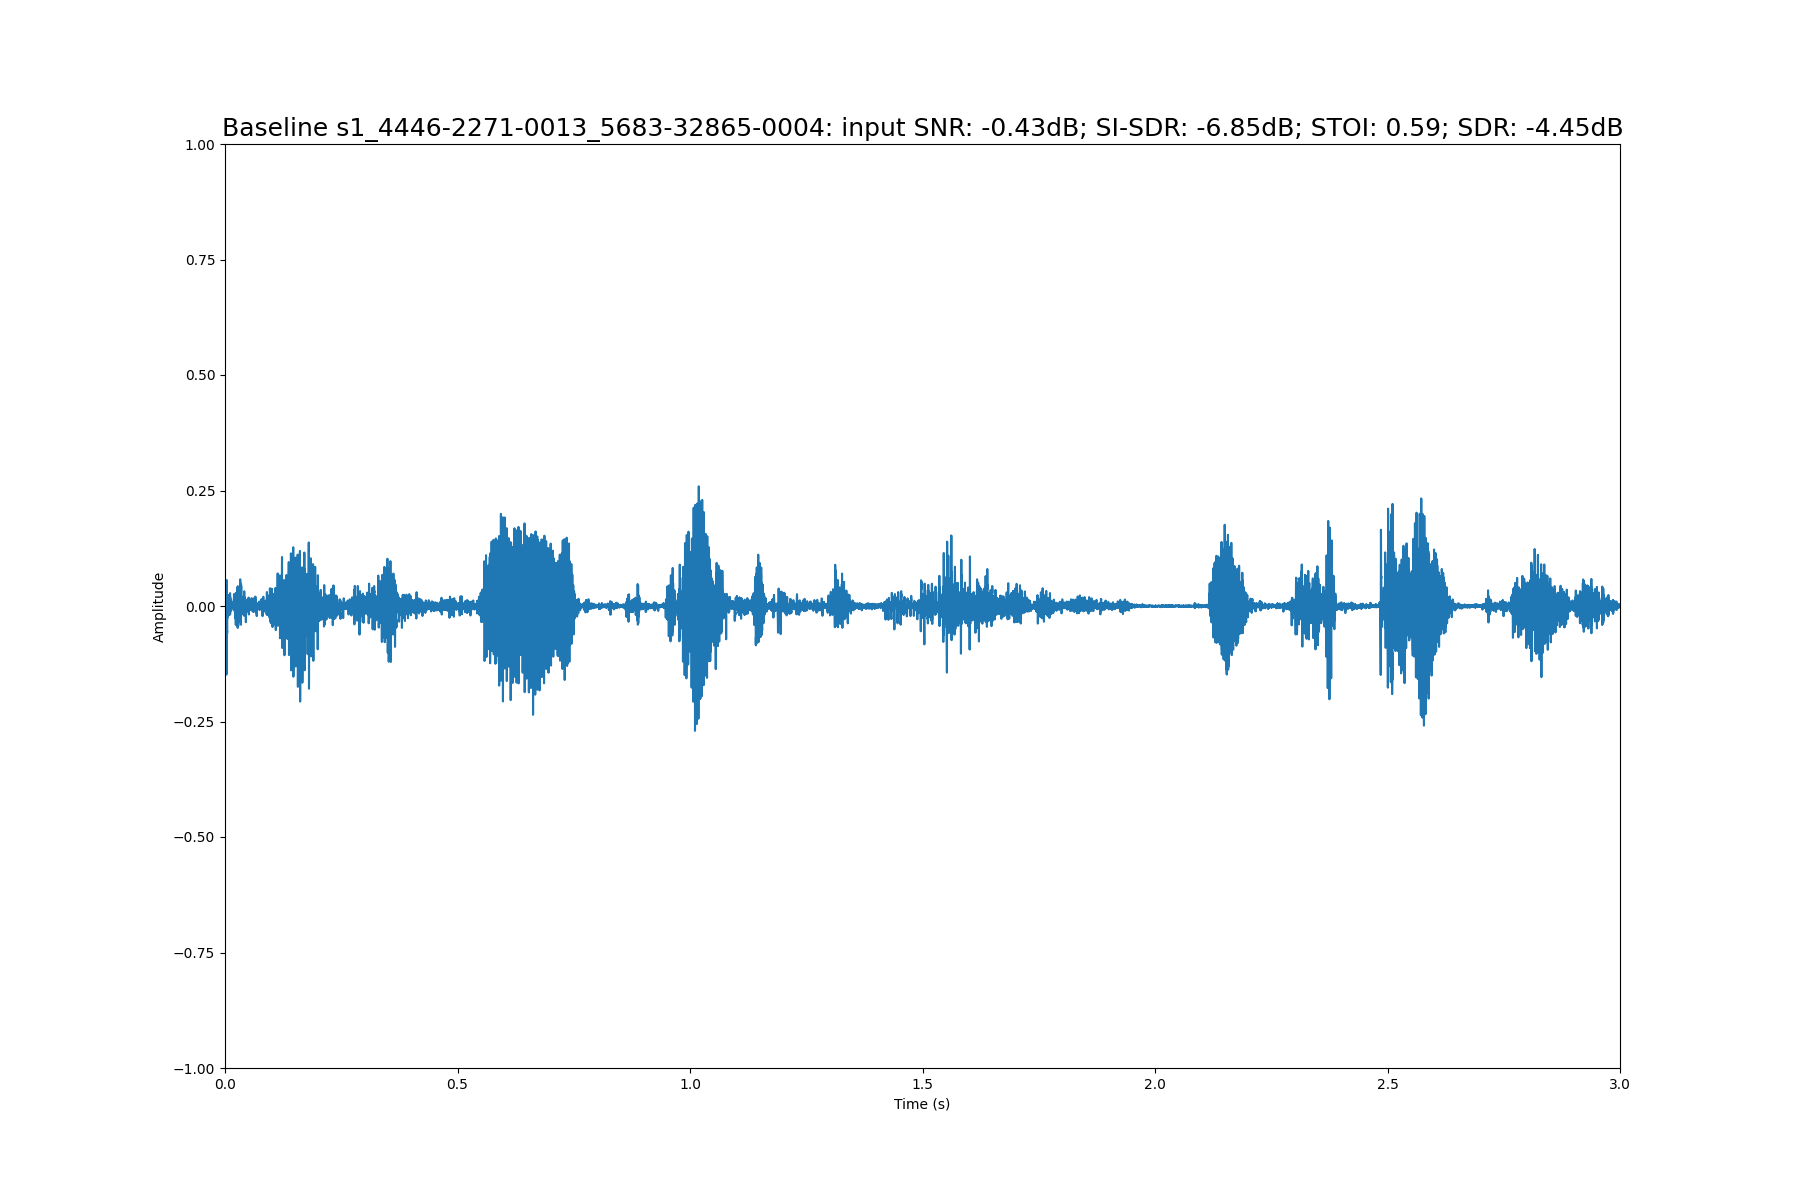 Baseline s1_4446-2271-0013_5683-32865-0004: input SNR: -0.43dB; SI-SDR: -6.85dB; STOI: 0.59; SDR: -4.45dB
1.00
0.75
0.50
0.25
0.00
−0.25
−0.50
−0.75
−1.00
Amplitude
0.0 0.5 1.0 1.5 2.0 2.5 3.0
Time (s)